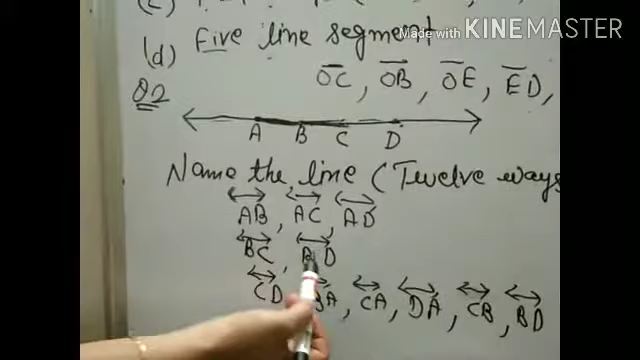 (d) Five line segment
Made with KINEMASTER
OC, OB, OE, ED,
Q2
A B C D
Name the line (Twelve ways
AB, AC, AD
BC, BD
CD, BA, CA, DA, CB, BD